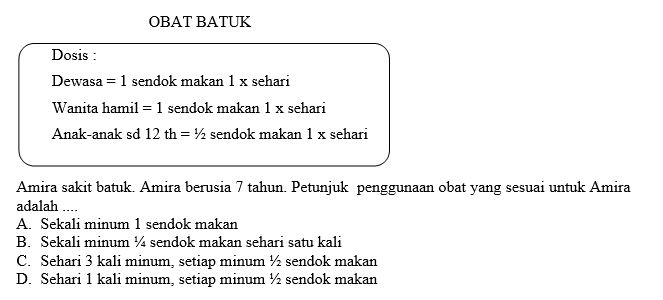 OBAT BATUK
Dosis :
Dewasa = 1 sendok makan 1 x sehari
Wanita hamil = 1 sendok makan 1 x sehari
Anak-anak sd 12 th = ½ sendok makan 1 x sehari
Amira sakit batuk. Amira berusia 7 tahun. Petunjuk penggunaan obat yang sesuai untuk Amira
adalah ....
A. Sekali minum 1 sendok makan
B. Sekali minum ¼ sendok makan sehari satu kali
C. Sehari 3 kali minum, setiap minum ½ sendok makan
D. Sehari 1 kali minum, setiap minum ½ sendok makan